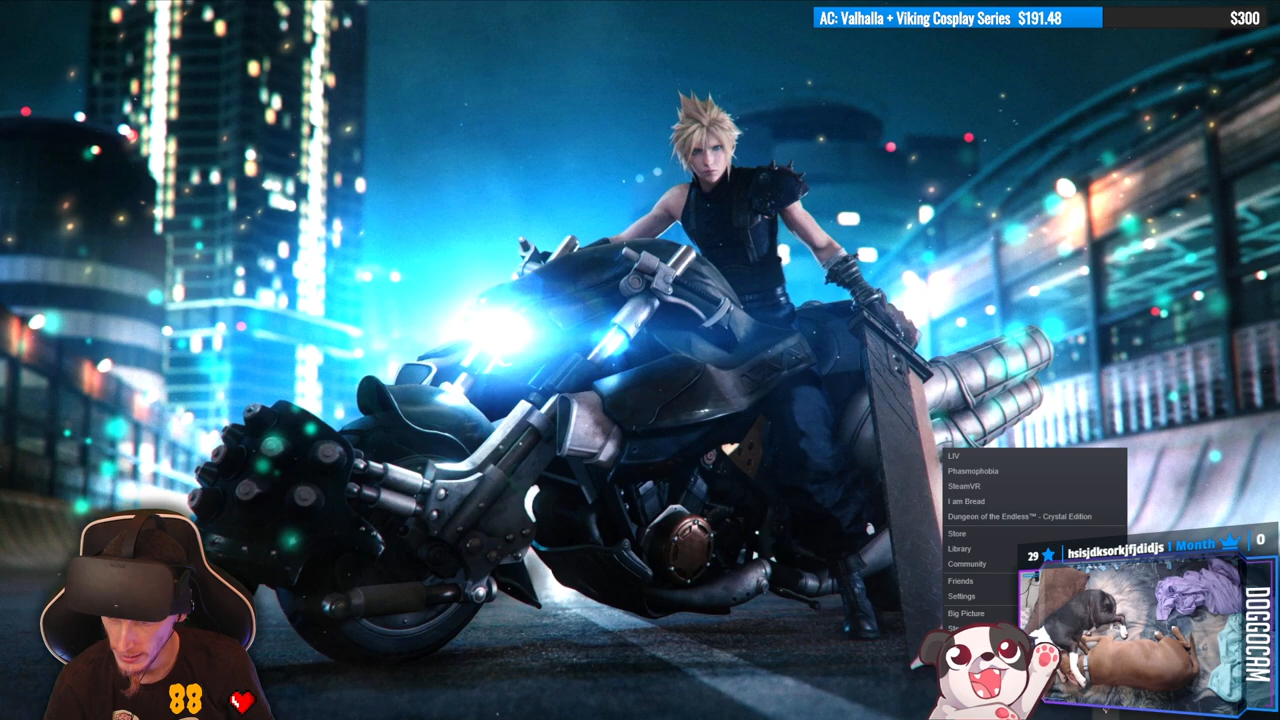 AC: Valhalla + Viking Cosplay Series $191.48 $300
LIV
Phasmophobia
SteamVR
I am Bread
Dungeon of the Endless™ - Crystal Edition
Store
Library
Community
Friends
Settings
Big Picture
29 hsisjdksorkjfjdidjs 1 Month 0
DOGGOCAM
88